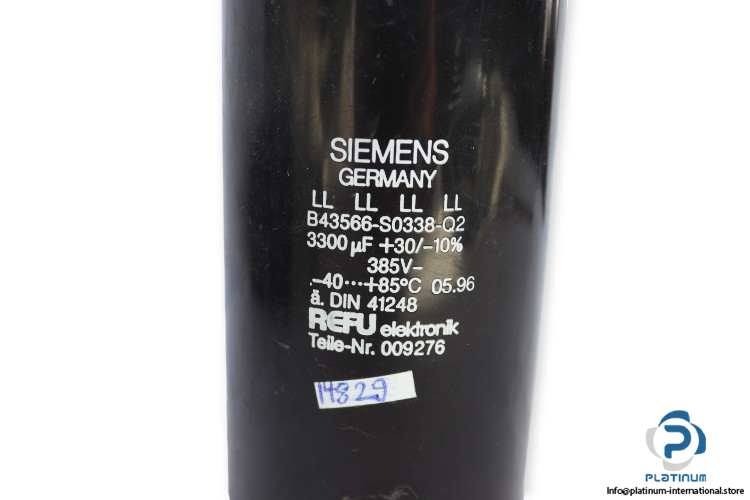 SIEMENS
GERMANY
LL LL LL LL
B43566-S0338-Q2
3300 µF +30/-10%
385V-
-40···+85°C 05.96
ä. DIN 41248
REFU elektronik
Teile-Nr. 009276
14829
PLATINUM
Info@platinum-international.store